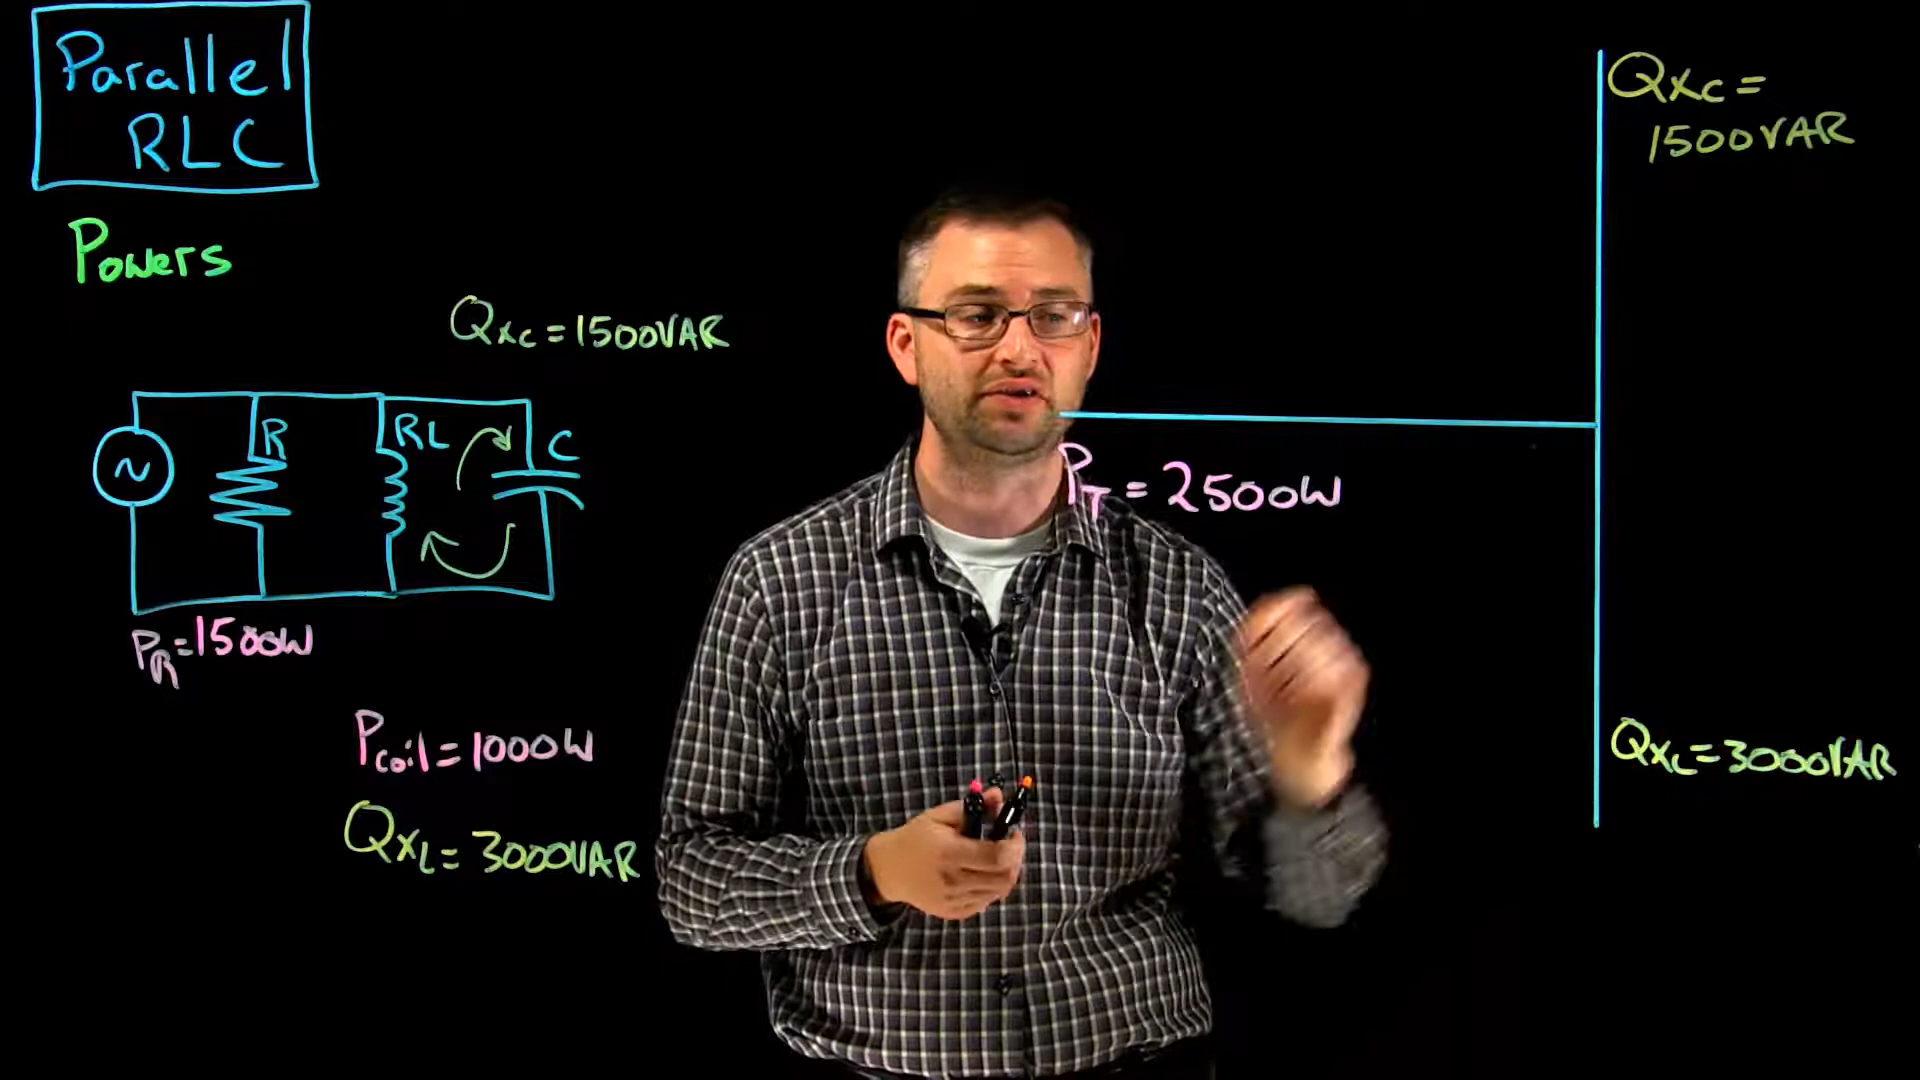 Parallel
RLC
Powers
QXC = 1500VAR
R
RL
C
~
PR = 1500W
Pcoil = 1000W
QXL = 3000VAR
PT = 2500W
QXC =
1500VAR
QXL = 3000VAR